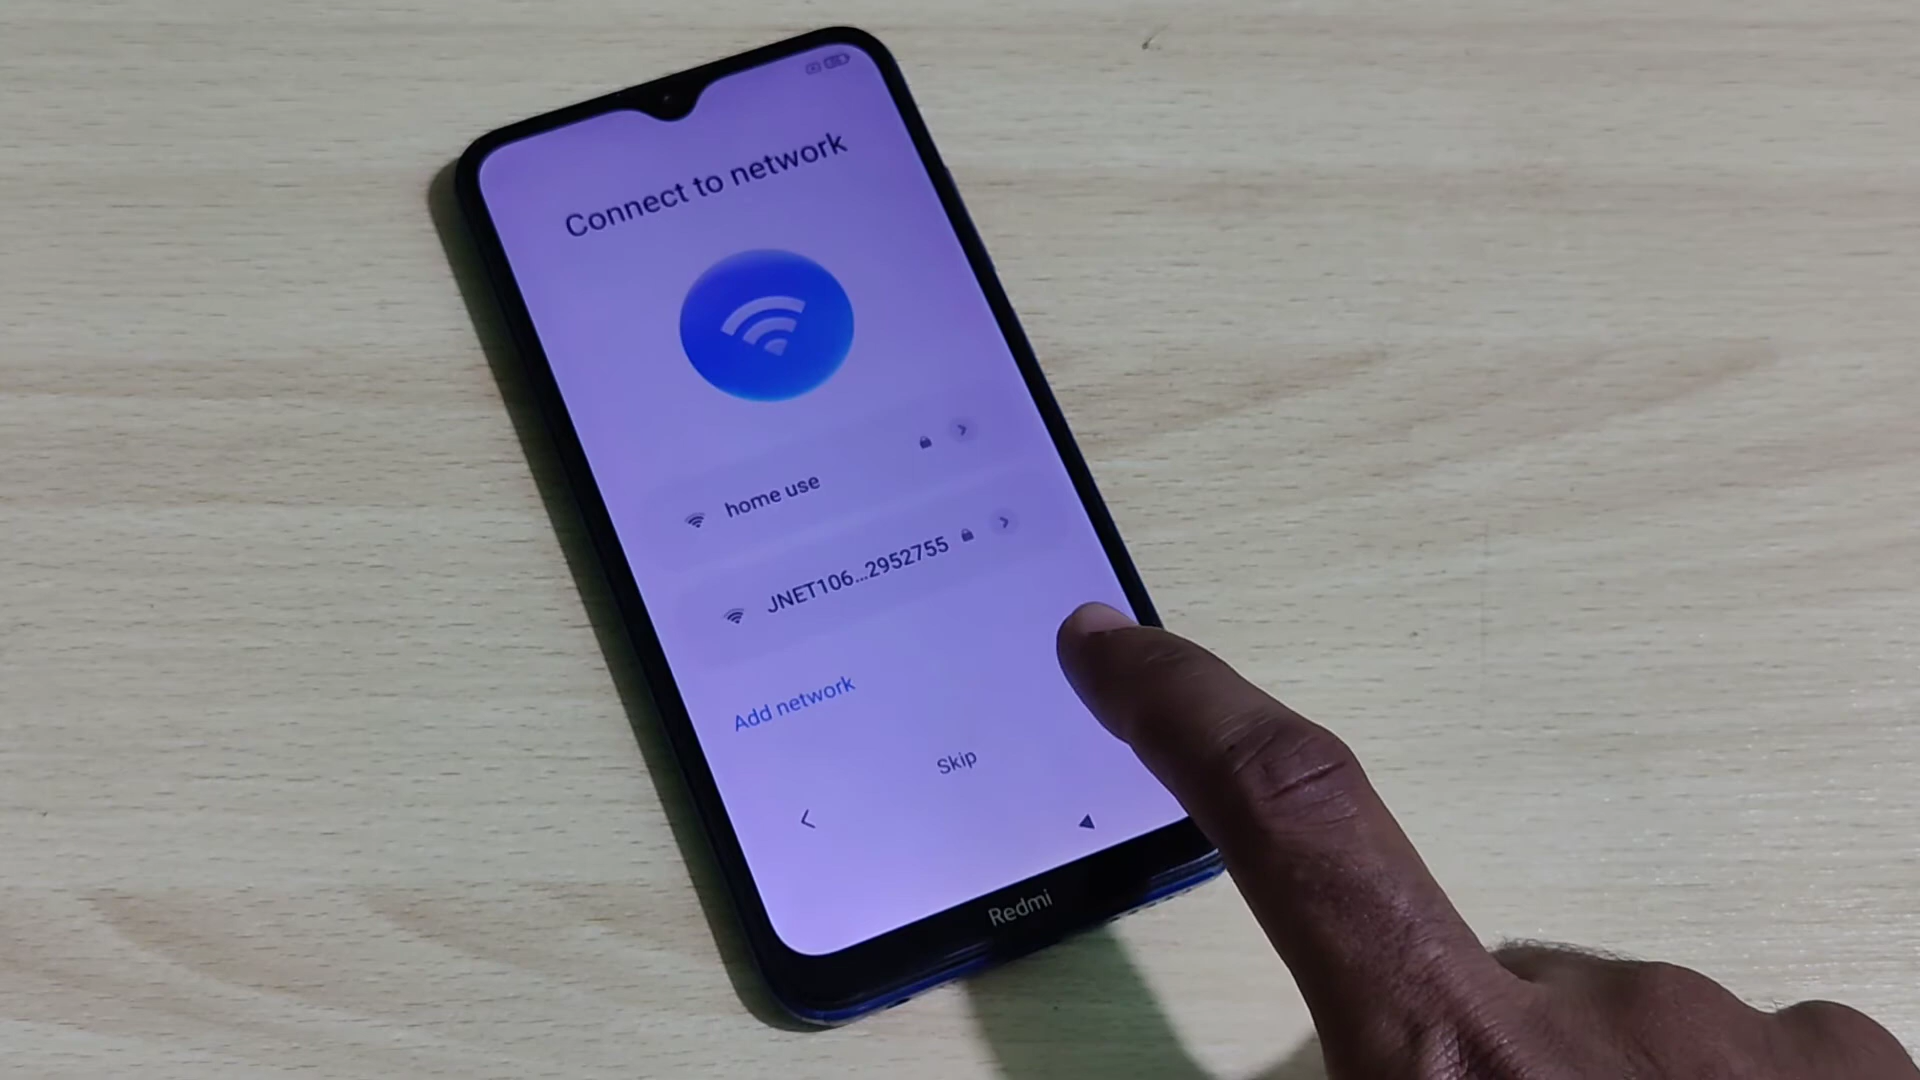 Connect to network
home use
JNET106...2952755
Add network
Skip
Redmi